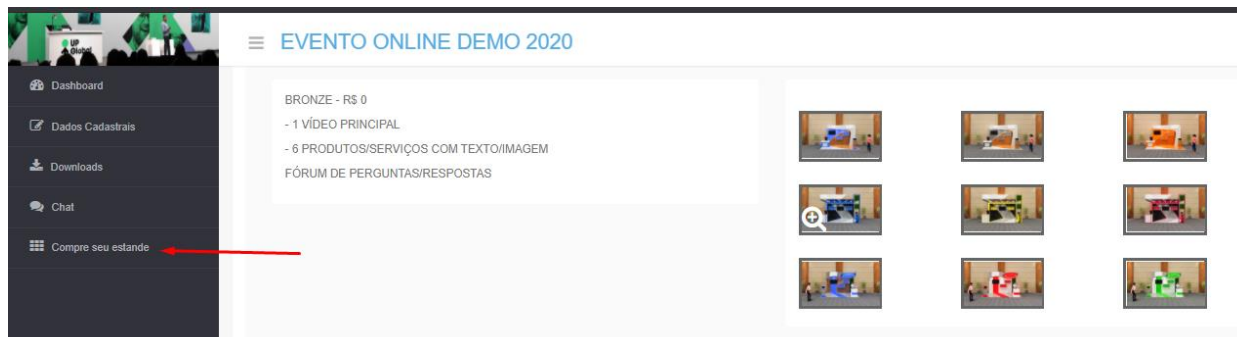 UP
Global
EVENTO ONLINE DEMO 2020
Dashboard
Dados Cadastrais
Downloads
Chat
Compre seu estande
BRONZE - R$ 0
- 1 VÍDEO PRINCIPAL
- 6 PRODUTOS/SERVIÇOS COM TEXTO/IMAGEM
FÓRUM DE PERGUNTAS/RESPOSTAS